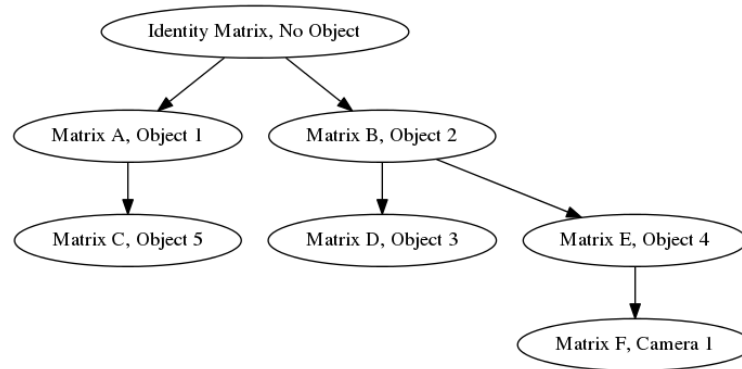 Identity Matrix, No Object
Matrix A, Object 1
Matrix B, Object 2
Matrix C, Object 5
Matrix D, Object 3
Matrix E, Object 4
Matrix F, Camera 1